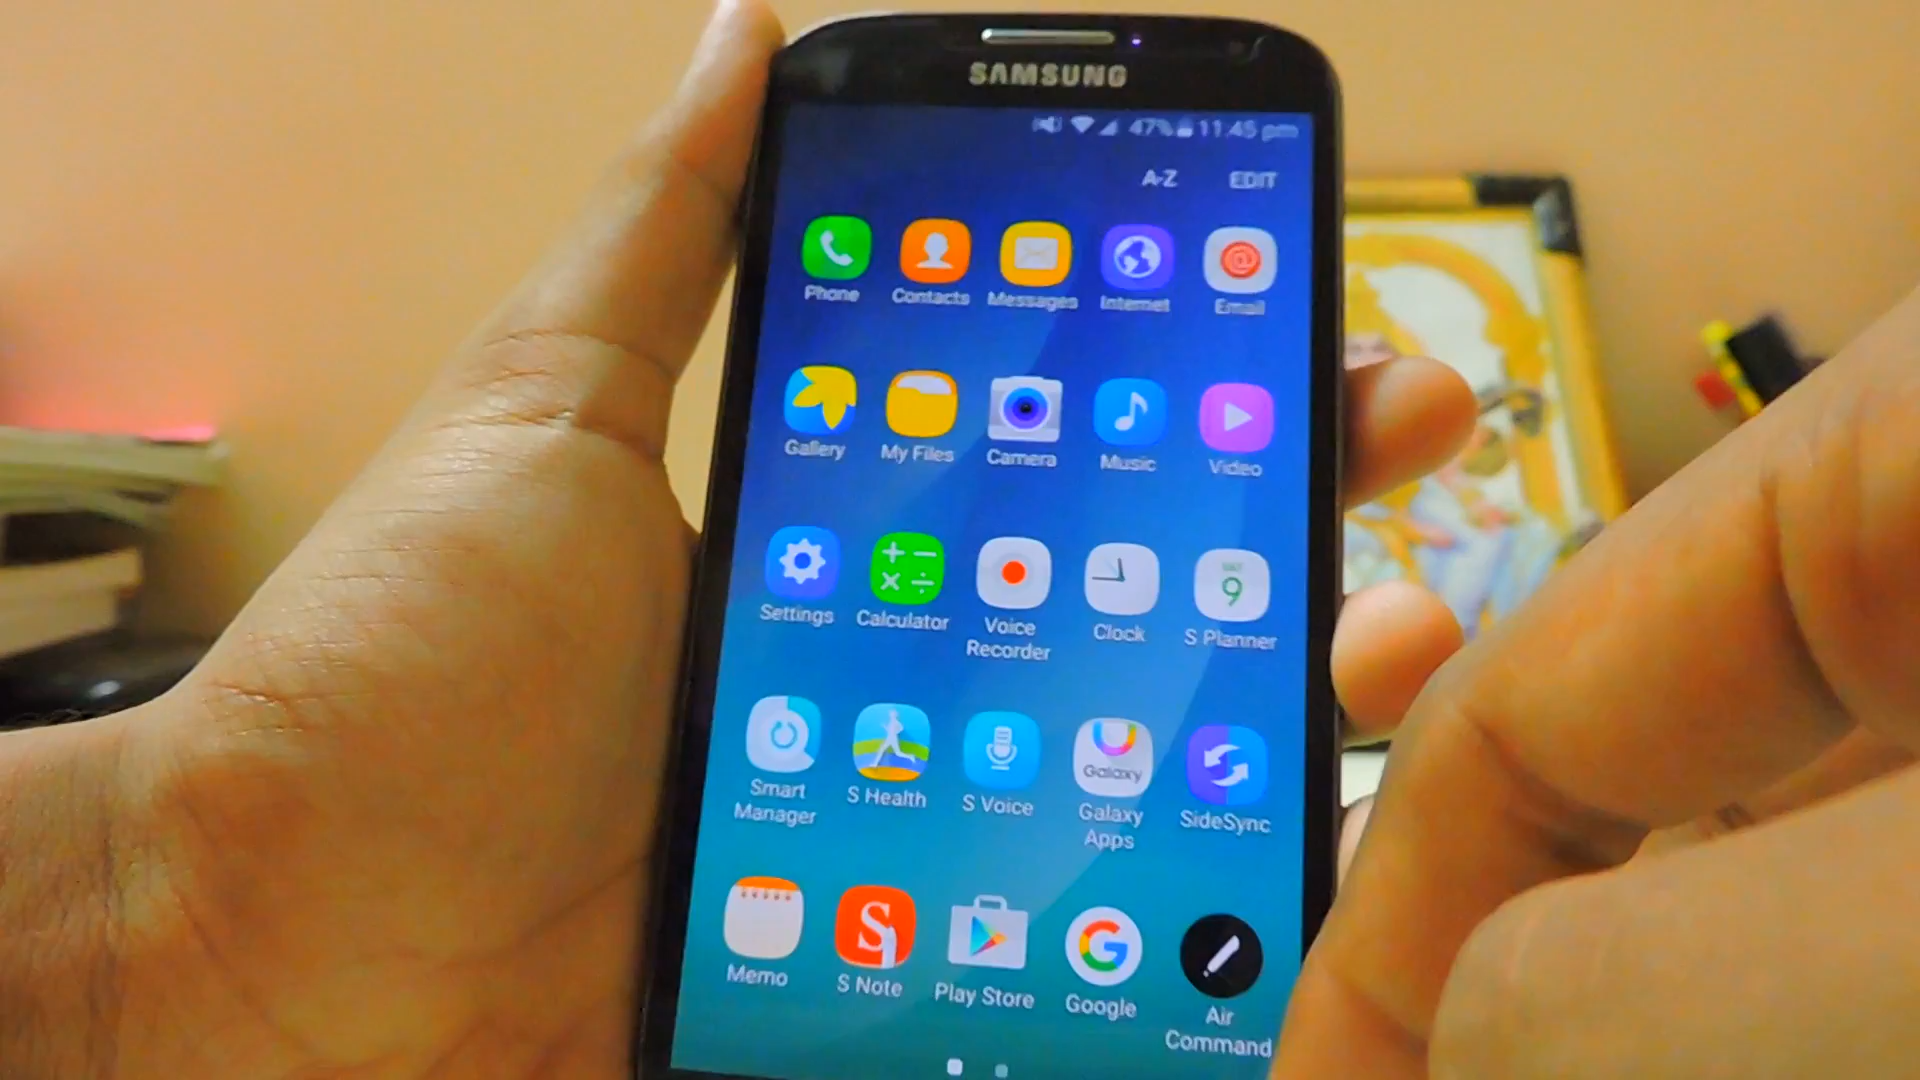 SAMSUNG
47% 11:45 pm
A-Z EDIT
Phone Contacts Messages Internet Email
Gallery My Files Camera Music Video
9
Settings Calculator Voice Recorder Clock S Planner
Galaxy
Smart Manager S Health S Voice Galaxy Apps SideSync
S G
Memo S Note Play Store Google Air Command